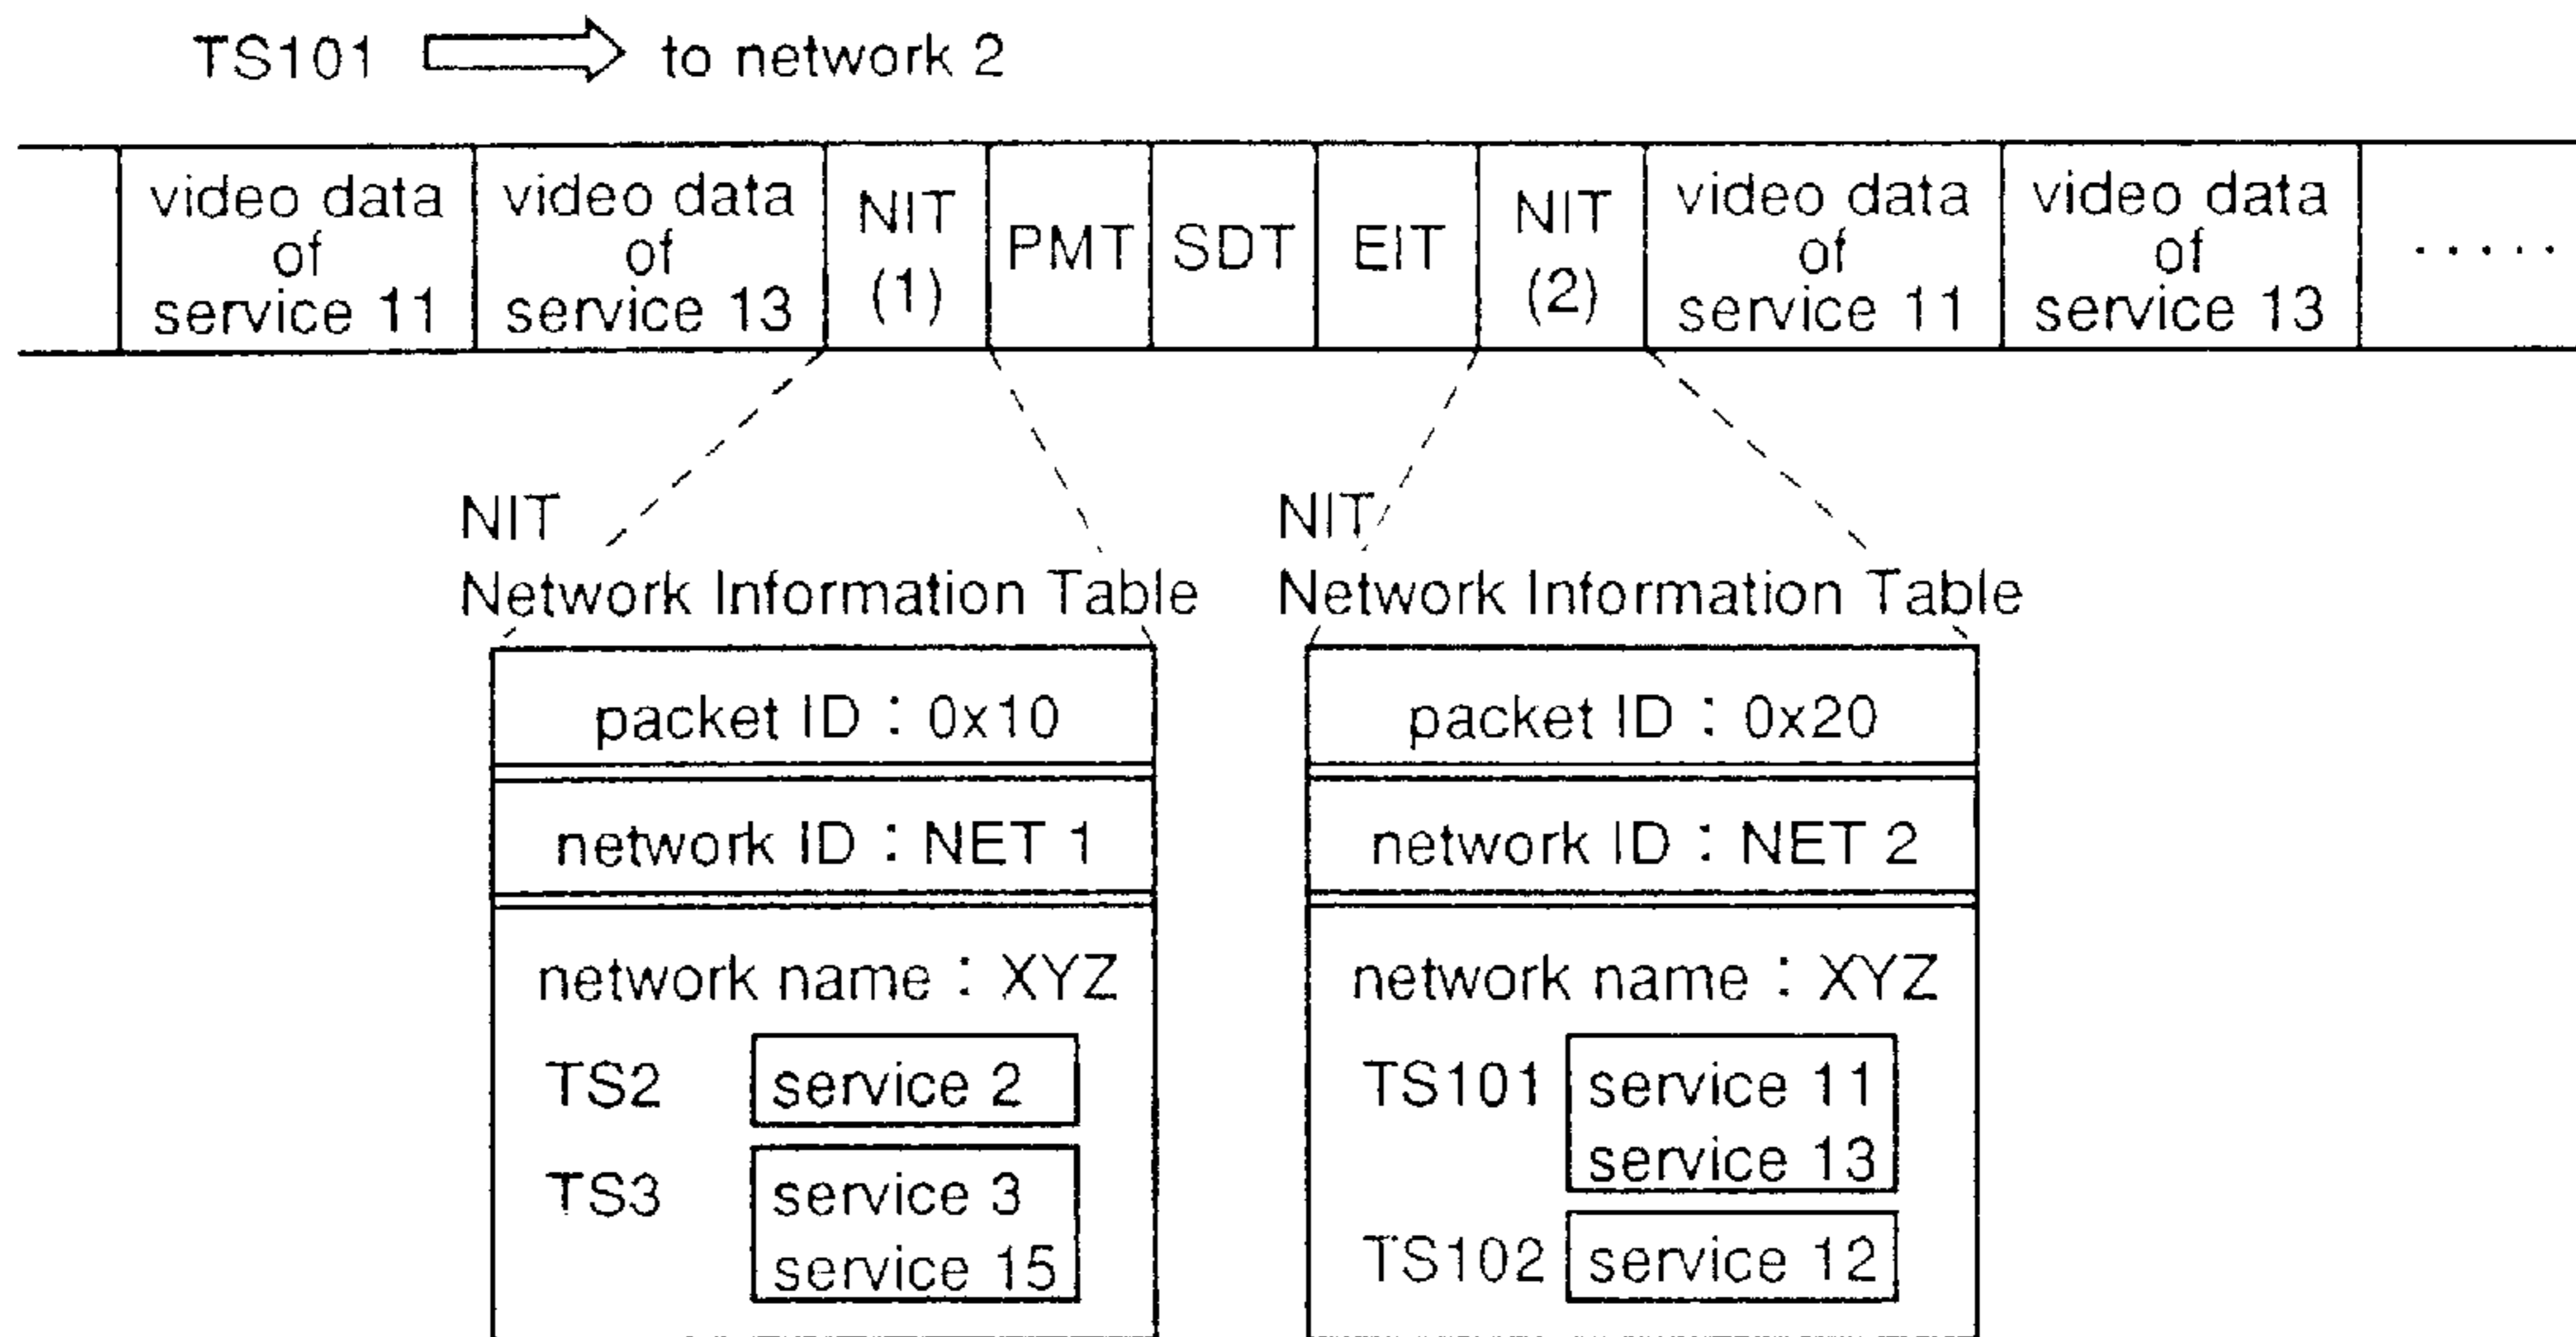 TS101 to network 2
video data of service 11
video data of service 13
NIT (1)
PMT
SDT
EIT
NIT (2)
video data of service 11
video data of service 13
.....
NIT
Network Information Table
packet ID : 0x10
network ID : NET 1
network name : XYZ
TS2 service 2
TS3 service 3
service 15
NIT
Network Information Table
packet ID : 0x20
network ID : NET 2
network name : XYZ
TS101 service 11
service 13
TS102 service 12